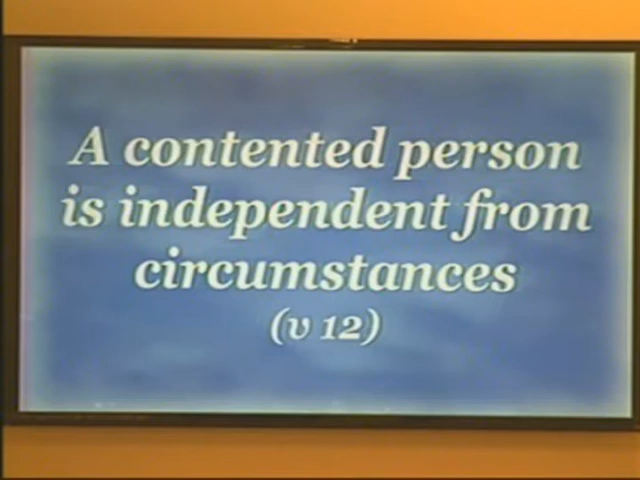 A contented person
is independent from
circumstances
(v 12)